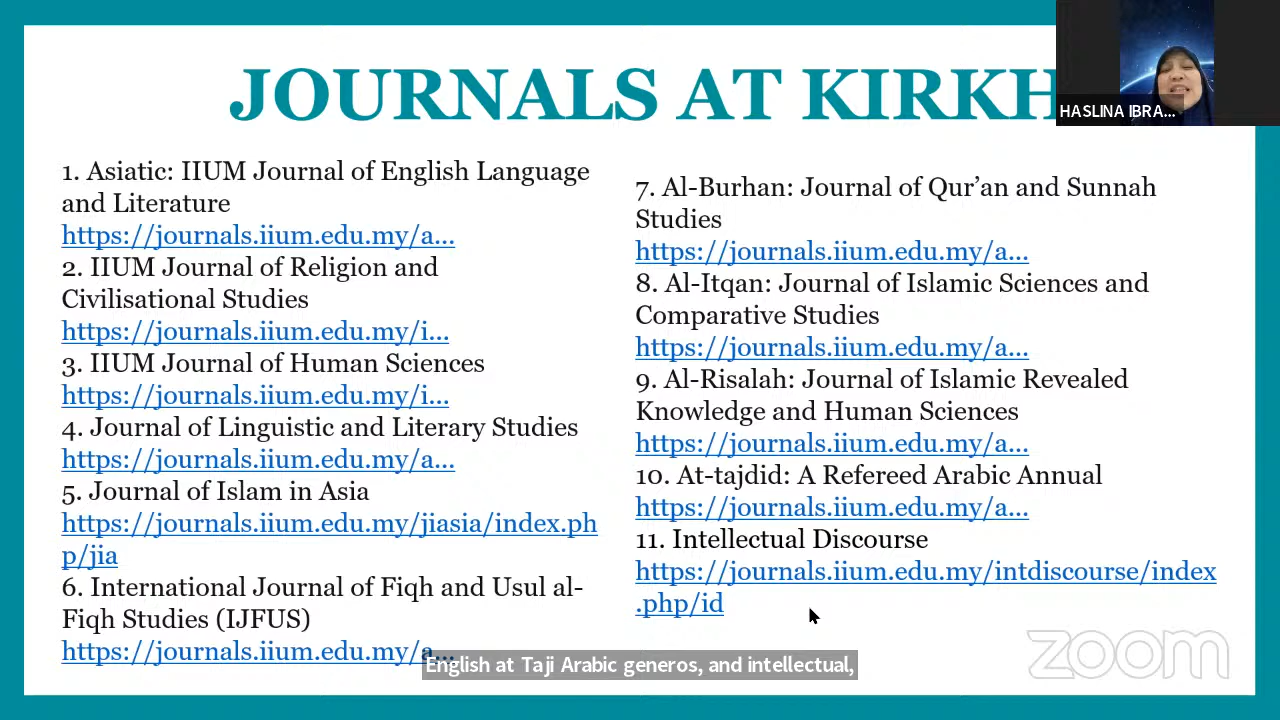 JOURNALS AT KIRKH
HASLINA IBRA...
1. Asiatic: IIUM Journal of English Language
and Literature
https://journals.iium.edu.my/a...
2. IIUM Journal of Religion and
Civilisational Studies
https://journals.iium.edu.my/i...
3. IIUM Journal of Human Sciences
https://journals.iium.edu.my/i...
4. Journal of Linguistic and Literary Studies
https://journals.iium.edu.my/a...
5. Journal of Islam in Asia
https://journals.iium.edu.my/jiasia/index.ph
p/jia
6. International Journal of Fiqh and Usul al-
Fiqh Studies (IJFUS)
https://journals.iium.edu.my/a...
7. Al-Burhan: Journal of Qur’an and Sunnah
Studies
https://journals.iium.edu.my/a...
8. Al-Itqan: Journal of Islamic Sciences and
Comparative Studies
https://journals.iium.edu.my/a...
9. Al-Risalah: Journal of Islamic Revealed
Knowledge and Human Sciences
https://journals.iium.edu.my/a...
10. At-tajdid: A Refereed Arabic Annual
https://journals.iium.edu.my/a...
11. Intellectual Discourse
https://journals.iium.edu.my/intdiscourse/index
.php/id
English at Taji Arabic generos, and intellectual,
zoom